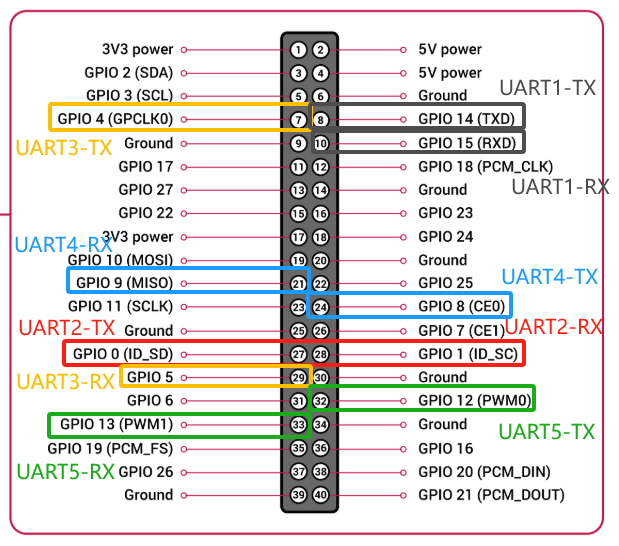 3V3 power 1 2 5V power
GPIO 2 (SDA) 3 4 5V power
GPIO 3 (SCL) 5 6 Ground
UART1-TX
GPIO 4 (GPCLK0) 7 8 GPIO 14 (TXD)
UART3-TX
Ground 9 10 GPIO 15 (RXD)
GPIO 17 11 12 GPIO 18 (PCM_CLK)
UART1-RX
GPIO 27 13 14 Ground
GPIO 22 15 16 GPIO 23
3V3 power 17 18 GPIO 24
UART4-RX
GPIO 10 (MOSI) 19 20 Ground
UART4-TX
GPIO 9 (MISO) 21 22 GPIO 25
GPIO 11 (SCLK) 23 24 GPIO 8 (CE0)
UART2-TX
UART2-RX
Ground 25 26 GPIO 7 (CE1)
GPIO 0 (ID_SD) 27 28 GPIO 1 (ID_SC)
UART3-RX
GPIO 5 29 30 Ground
GPIO 6 31 32 GPIO 12 (PWM0)
GPIO 13 (PWM1) 33 34 Ground
UART5-TX
GPIO 19 (PCM_FS) 35 36 GPIO 16
UART5-RX
GPIO 26 37 38 GPIO 20 (PCM_DIN)
Ground 39 40 GPIO 21 (PCM_DOUT)